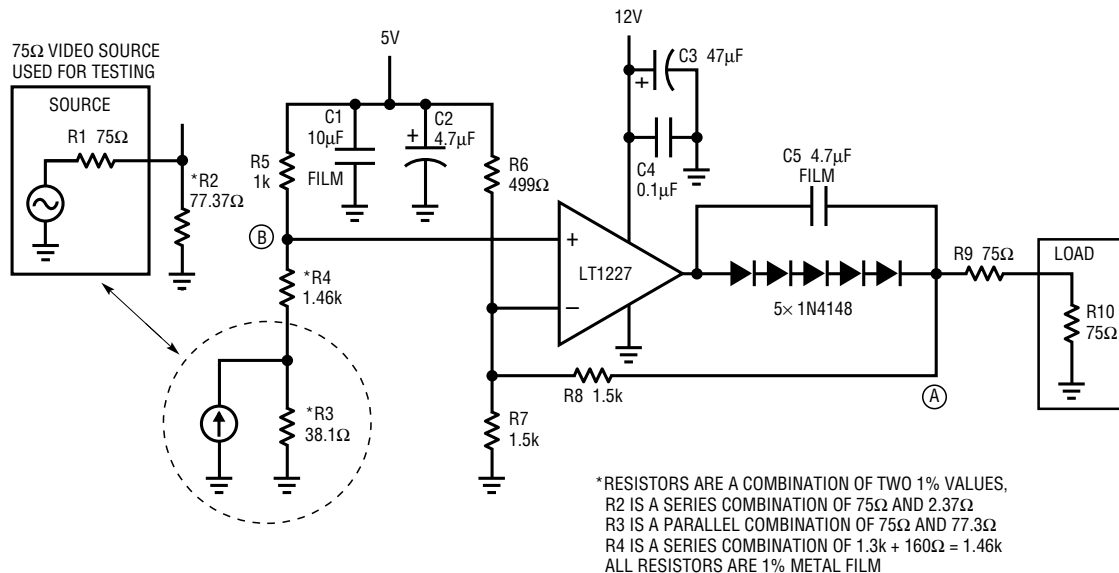 75Ω VIDEO SOURCE
USED FOR TESTING
SOURCE
R1 75Ω
*R2
77.37Ω
5V
C1
10μF
FILM
+
C2
4.7μF
R5
1k
R6
499Ω
B
*R4
1.46k
*R3
38.1Ω
12V
C3 47μF
+
C4
0.1μF
+
LT1227
−
C5 4.7μF
FILM
5× 1N4148
R9 75Ω
LOAD
R10
75Ω
R8 1.5k
A
R7
1.5k
*RESISTORS ARE A COMBINATION OF TWO 1% VALUES,
R2 IS A SERIES COMBINATION OF 75Ω AND 2.37Ω
R3 IS A PARALLEL COMBINATION OF 75Ω AND 77.3Ω
R4 IS A SERIES COMBINATION OF 1.3k + 160Ω = 1.46k
ALL RESISTORS ARE 1% METAL FILM